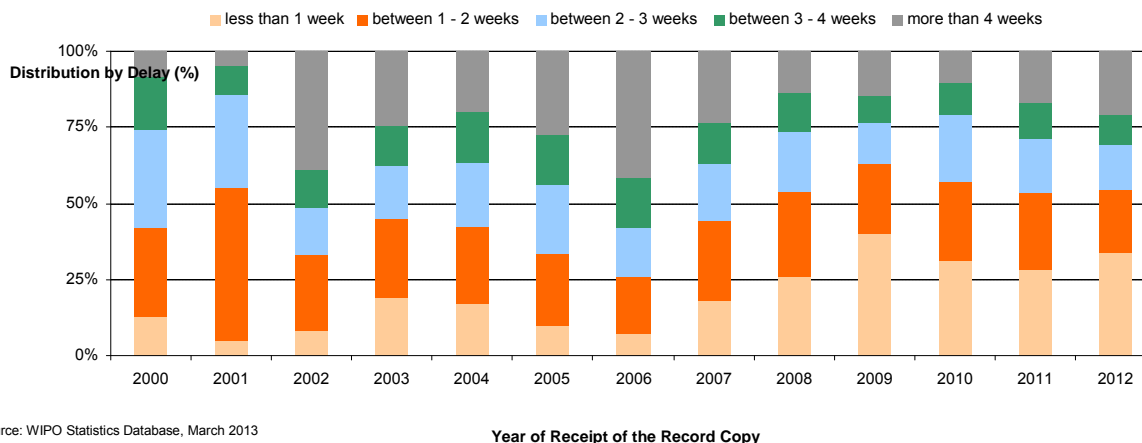 less than 1 week between 1 - 2 weeks between 2 - 3 weeks between 3 - 4 weeks more than 4 weeks
100%
Distribution by Delay (%)
75%
50%
25%
0%
2000 2001 2002 2003 2004 2005 2006 2007 2008 2009 2010 2011 2012
rce: WIPO Statistics Database, March 2013
Year of Receipt of the Record Copy